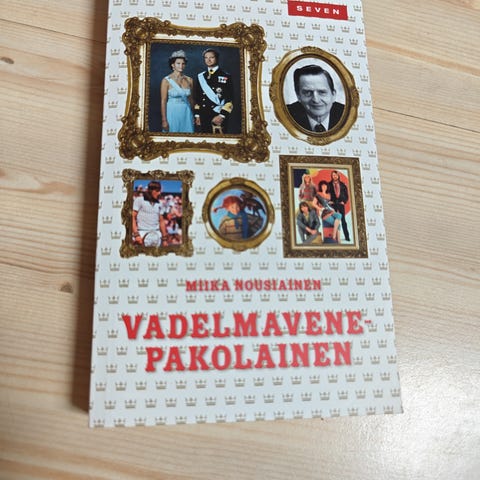 SEVEN
MIIKA NOUSIAINEN
VADELMAVENE-
PAKOLAINEN